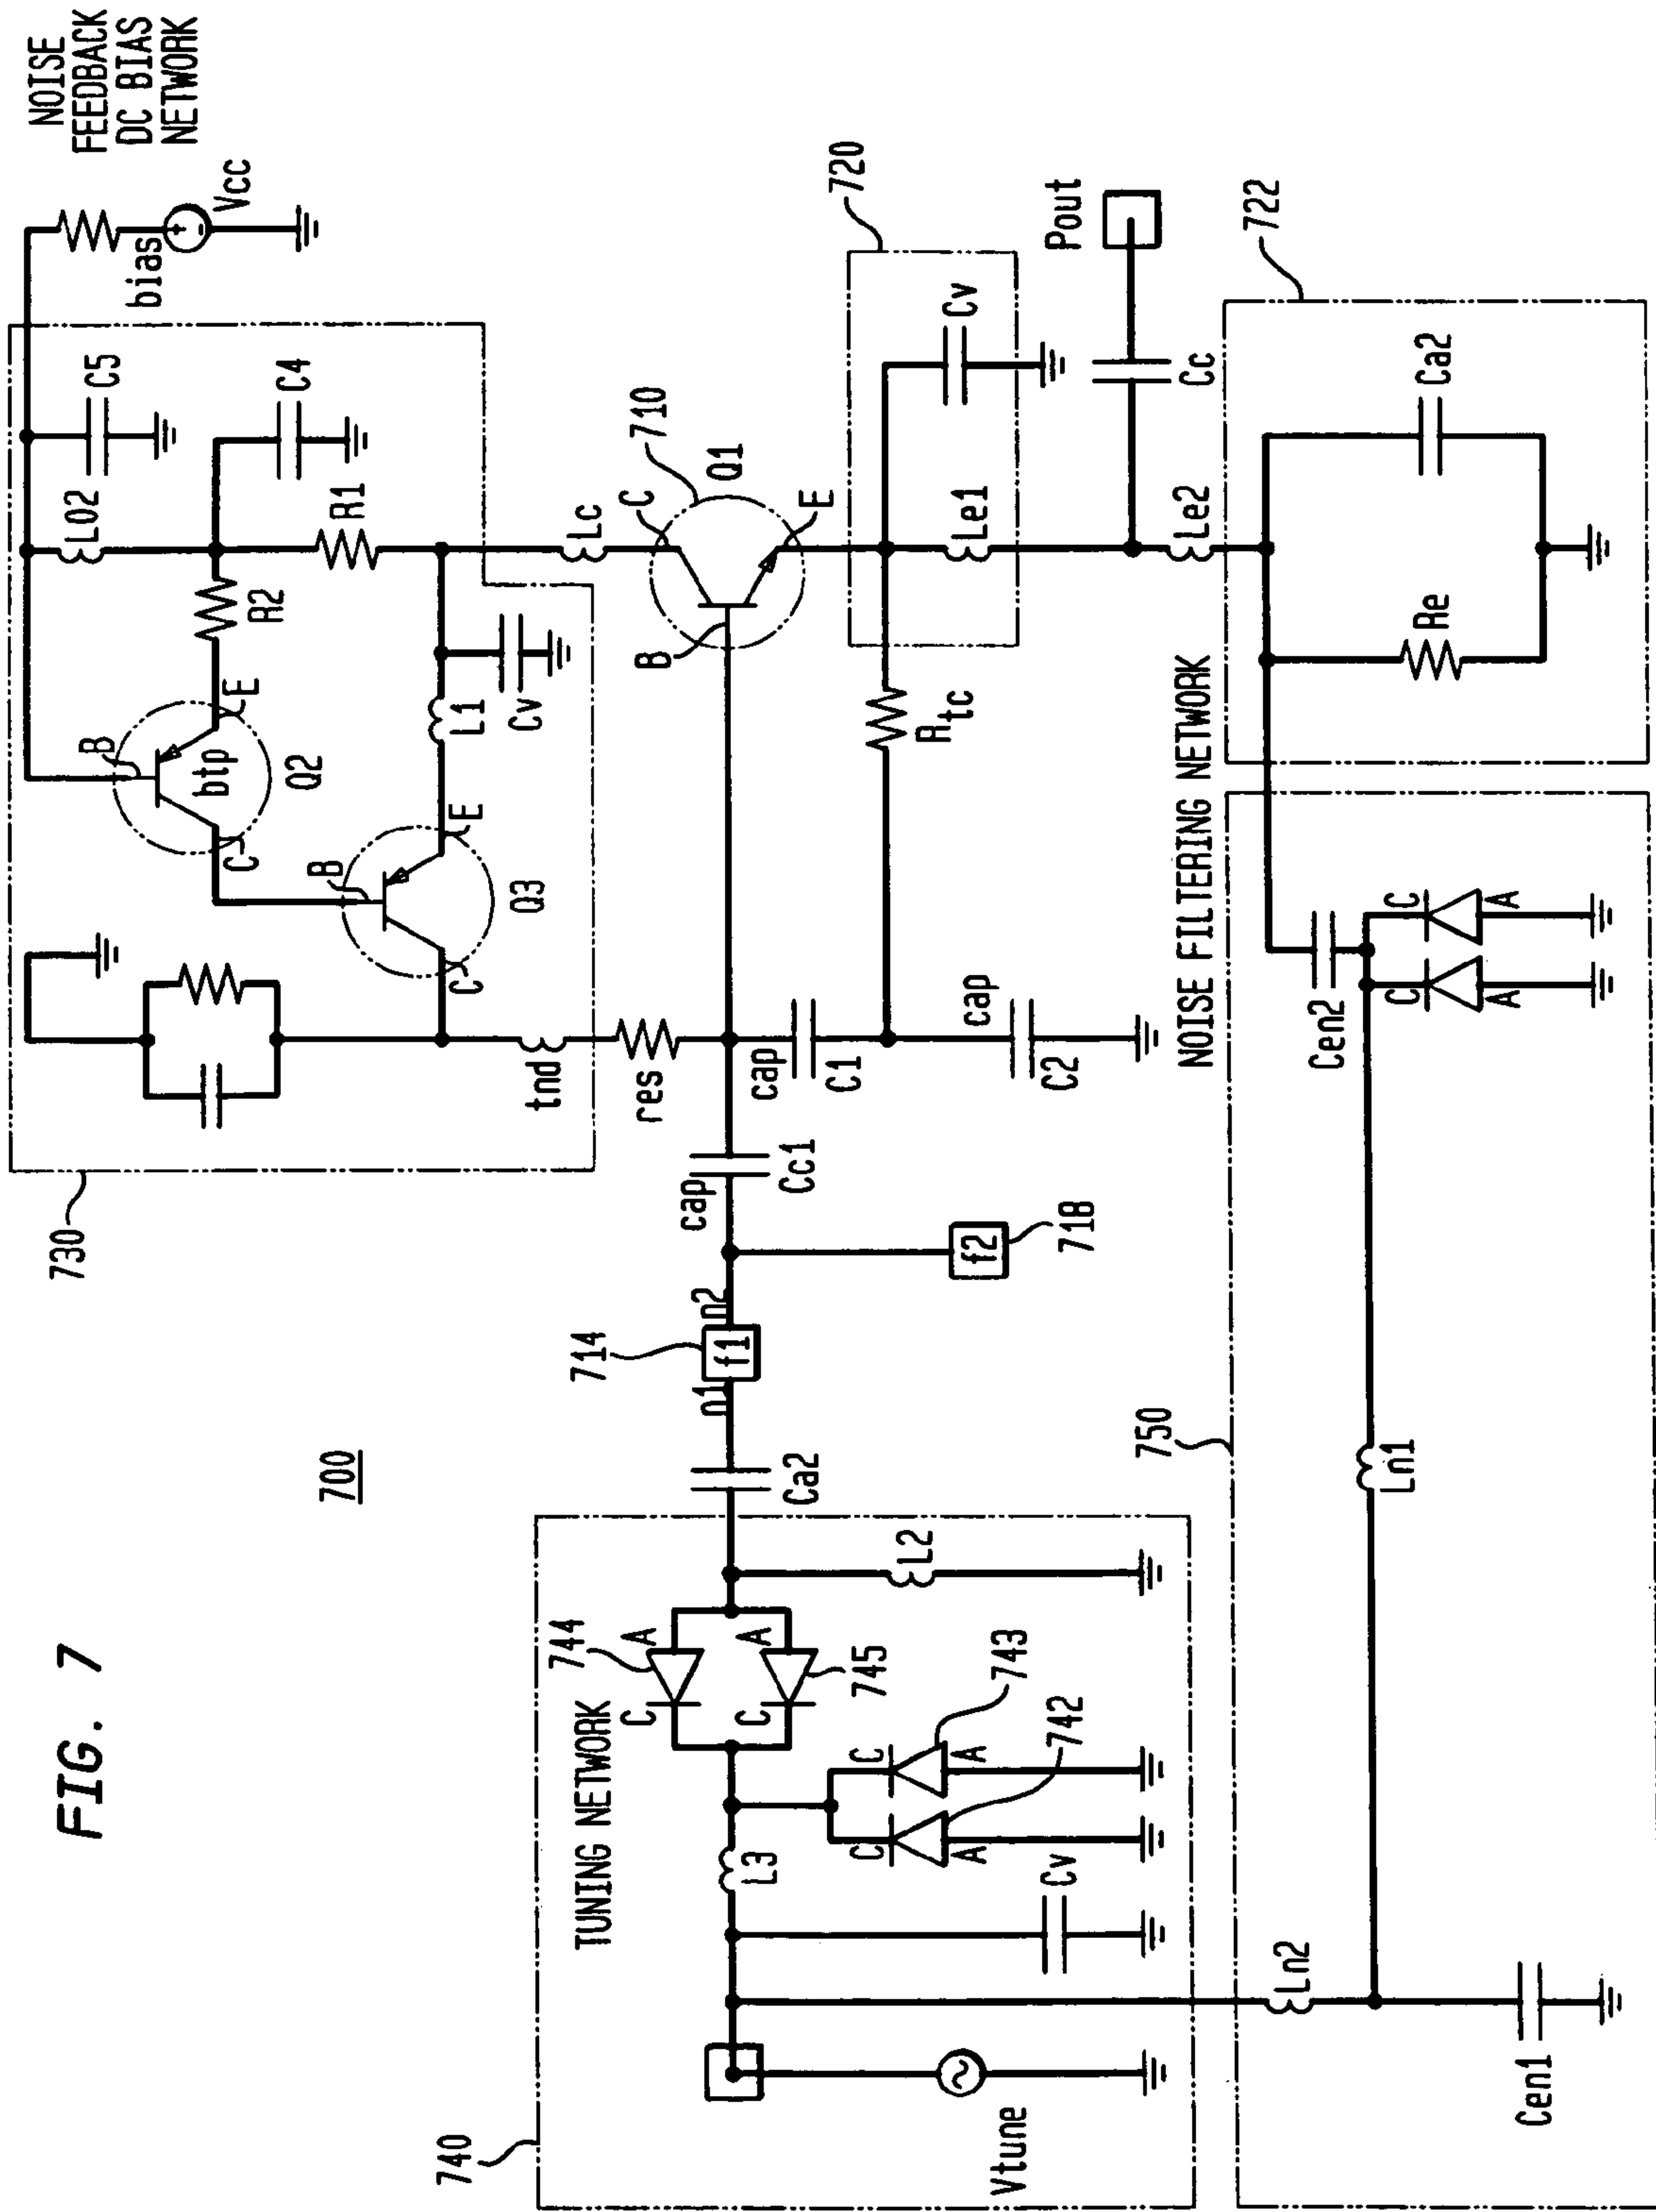 FIG. 7
700
NOISE
FEEDBACK
DC BIAS
NETWORK
bias
+
-
Vcc
730
L02
C5
C4
R1
R2
B
E
C
btp
Q2
B
E
C
Q3
L1
Cv
tnd
res
Lc
710
C
B
E
Q1
720
Cv
Le1
Rtc
cap
C1
cap
C2
cap
Cc1
Pout
Cc
Le2
722
Ca2
Re
718
f2
714
n1
f1
n2
Ca2
740
TUNING NETWORK
744
A
C
A
C
745
L2
743
C
A
742
C
A
L3
Cv
Vtune
~
750
NOISE FILTERING NETWORK
Cen2
C
A
C
A
Ln1
Ln2
Cen1